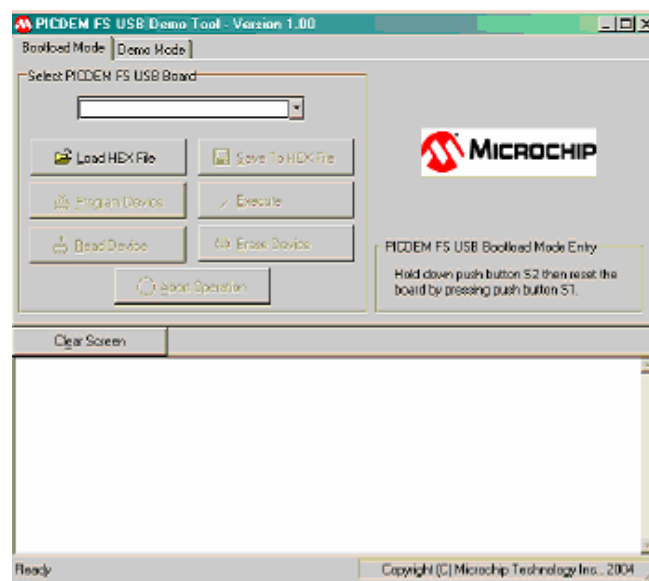 PICDEM FS USB Demo Tool - Version 1.00
Bootload Mode Demo Mode
Select PICDEM FS USB Board
Load HEX File Save To HEX File
Program Device Execute
Read Device Erase Device
Abort Operation
MICROCHIP
PICDEM FS USB Bootload Mode Entry
Hold down push button S2 then reset the
board by pressing push button S1.
Clear Screen
Ready
Copyright (C) Microchip Technology Inc., 2004